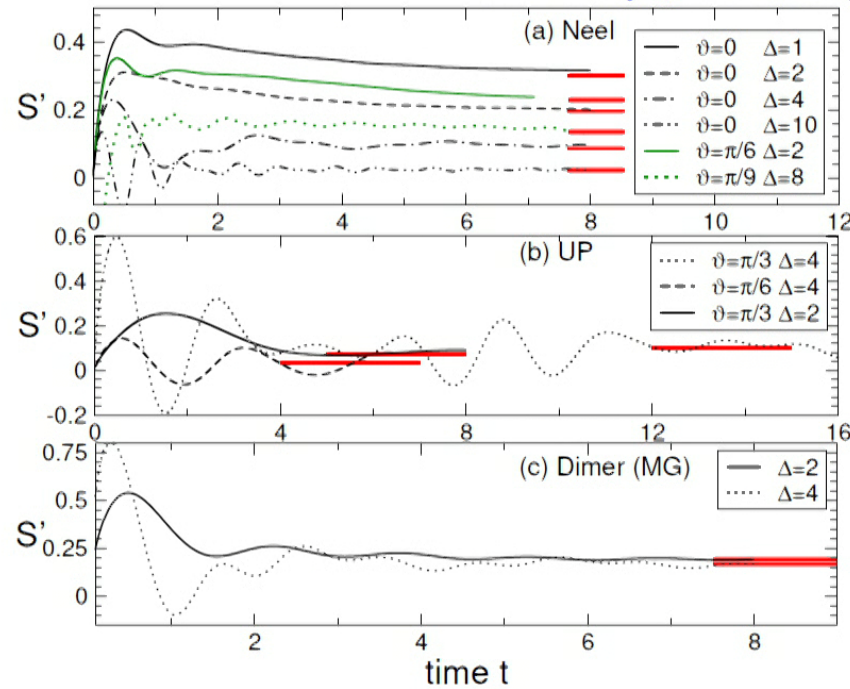 (a) Neel
S'
0.4
0.2
0
ϑ=0 Δ=1
ϑ=0 Δ=2
ϑ=0 Δ=4
ϑ=0 Δ=10
ϑ=π/6 Δ=2
ϑ=π/9 Δ=8
0 2 4 6 8 10 12
(b) UP
S'
0.6
0.4
0.2
0
-0.2
ϑ=π/3 Δ=4
ϑ=π/6 Δ=4
ϑ=π/3 Δ=2
0 4 8 12 16
(c) Dimer (MG)
S'
0.75
0.5
0.25
0
Δ=2
Δ=4
2 4 6 8
time t